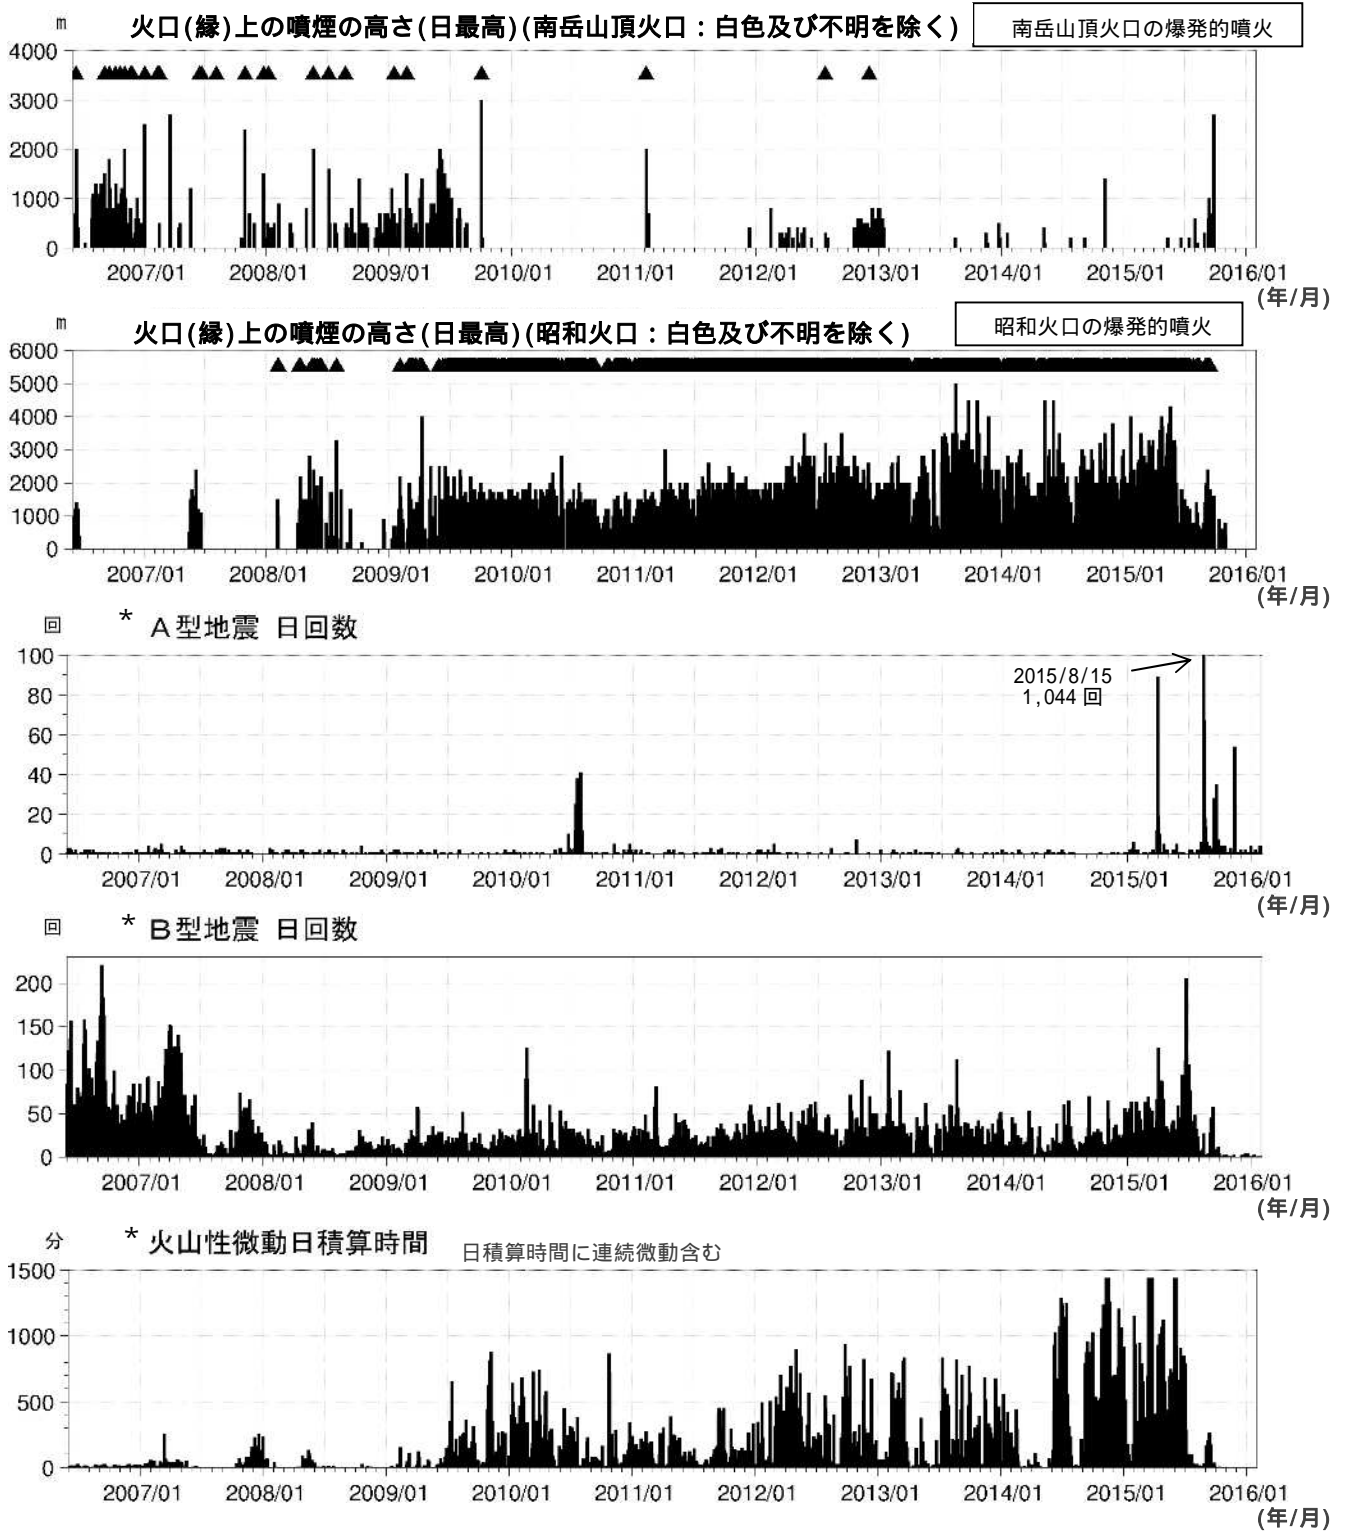 m 火口(縁)上の噴煙の高さ(日最高)(南岳山頂火口：白色及び不明を除く) 南岳山頂火口の爆発的噴火
4000
3000
2000
1000
0
2007/01 2008/01 2009/01 2010/01 2011/01 2012/01 2013/01 2014/01 2015/01 2016/01
(年/月)
m 火口(縁)上の噴煙の高さ(日最高)(昭和火口：白色及び不明を除く) 昭和火口の爆発的噴火
6000
5000
4000
3000
2000
1000
0
2007/01 2008/01 2009/01 2010/01 2011/01 2012/01 2013/01 2014/01 2015/01 2016/01
(年/月)
回 * A型地震 日回数
100
2015/8/15
1,044 回
80
60
40
20
0
2007/01 2008/01 2009/01 2010/01 2011/01 2012/01 2013/01 2014/01 2015/01 2016/01
(年/月)
回 * B型地震 日回数
200
150
100
50
0
2007/01 2008/01 2009/01 2010/01 2011/01 2012/01 2013/01 2014/01 2015/01 2016/01
(年/月)
分 * 火山性微動日積算時間 日積算時間に連続微動含む
1500
1000
500
0
2007/01 2008/01 2009/01 2010/01 2011/01 2012/01 2013/01 2014/01 2015/01 2016/01
(年/月)